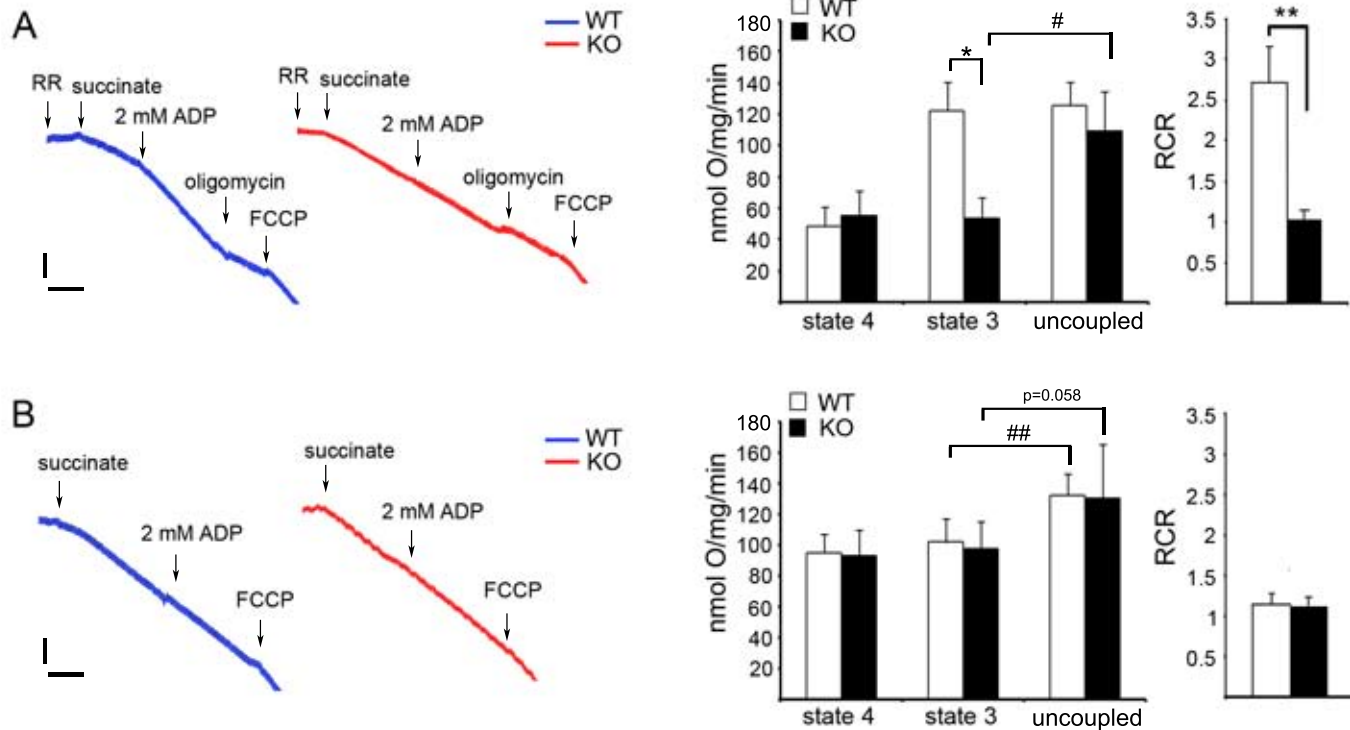 A
WT
KO
RR
succinate
2 mM ADP
oligomycin
FCCP
RR
succinate
2 mM ADP
oligomycin
FCCP
WT
KO
nmol O/mg/min
180
160
140
120
100
80
60
40
20
*
#
state 4
state 3
uncoupled
RCR
3.5
3
2.5
2
1.5
1
0.5
**
B
WT
KO
succinate
2 mM ADP
FCCP
succinate
2 mM ADP
FCCP
WT
KO
nmol O/mg/min
180
160
140
120
100
80
60
40
20
p=0.058
##
state 4
state 3
uncoupled
RCR
3.5
3
2.5
2
1.5
1
0.5